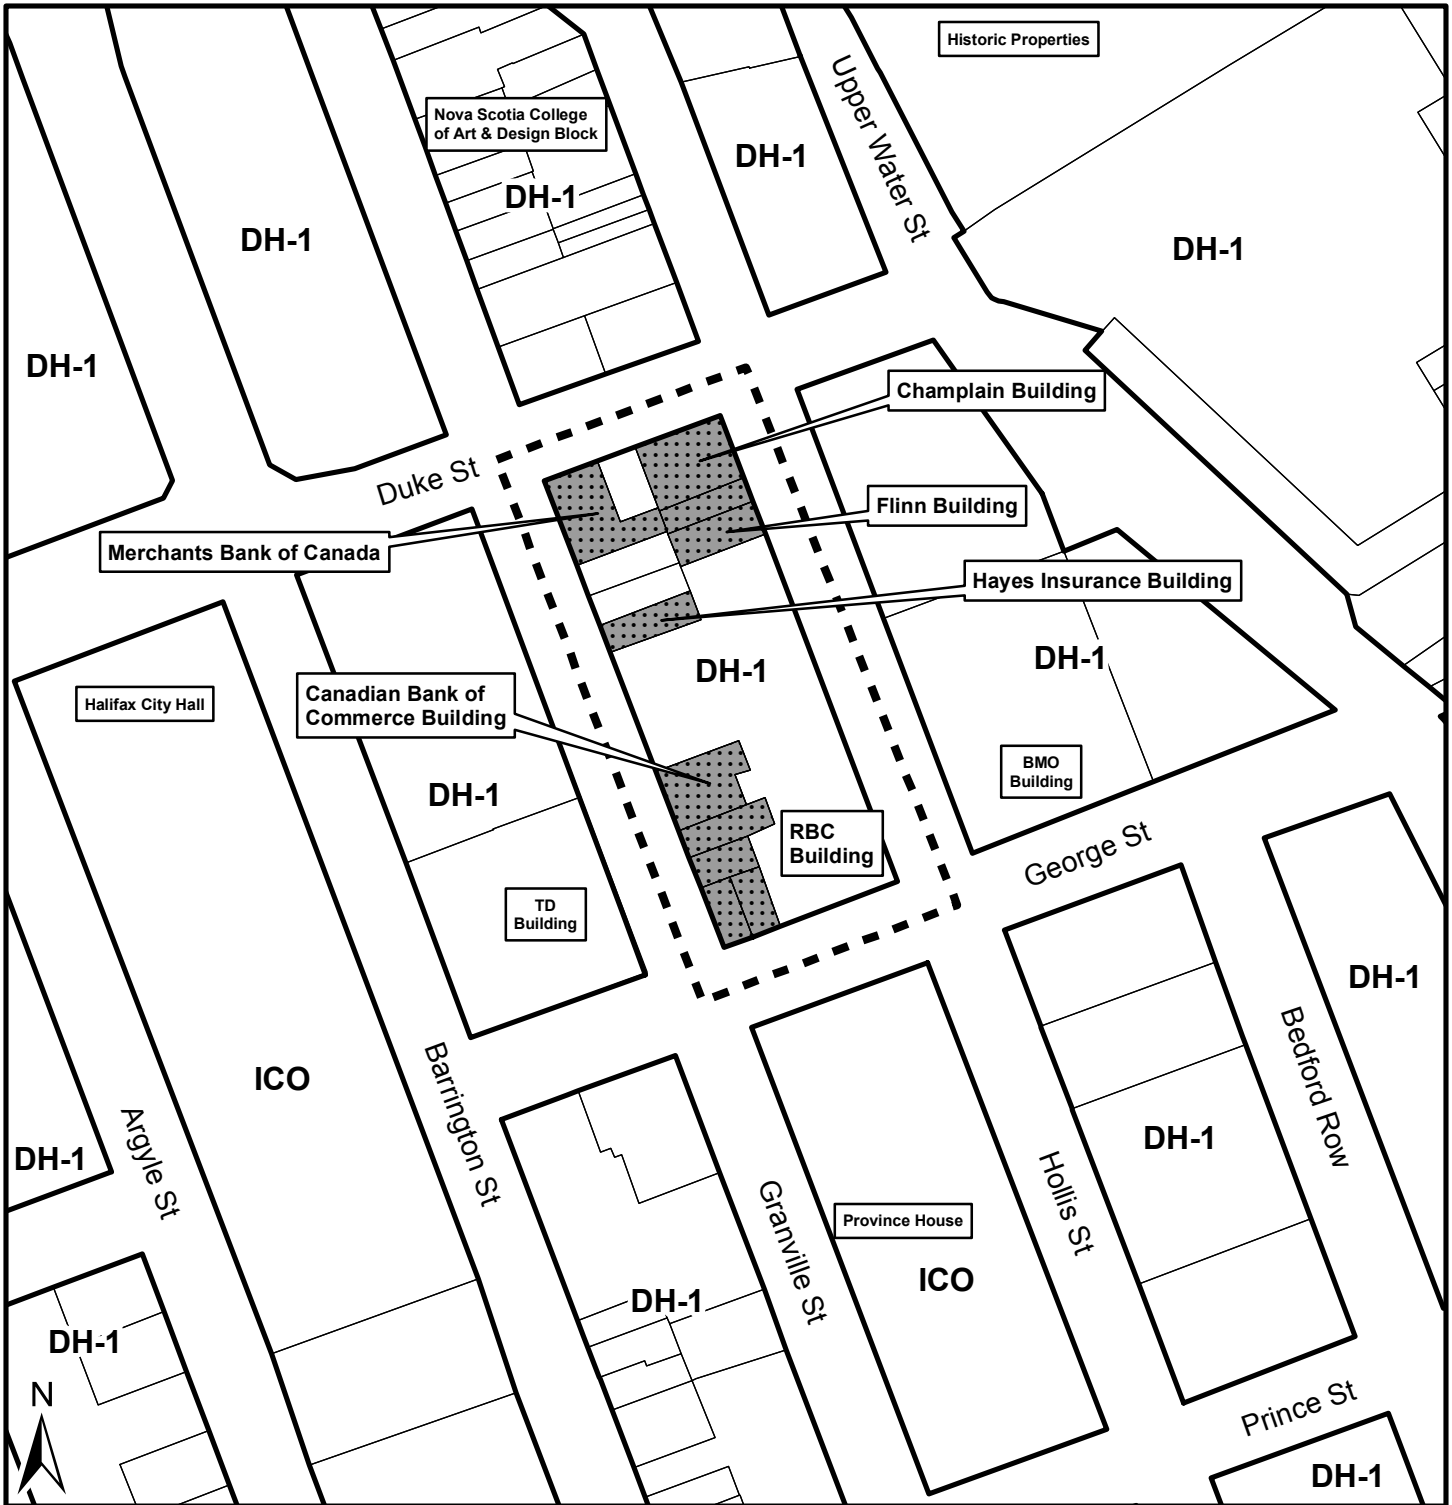 Historic Properties
Upper Water St
Nova Scotia College
of Art & Design Block
DH-1
DH-1
DH-1
DH-1
DH-1
Champlain Building
Duke St
Flinn Building
Merchants Bank of Canada
Hayes Insurance Building
DH-1
DH-1
Canadian Bank of
Commerce Building
Halifax City Hall
BMO
Building
DH-1
RBC
Building
George St
TD
Building
DH-1
Bedford Row
ICO
Barrington St
Argyle St
DH-1
DH-1
Hollis St
Granville St
Province House
ICO
DH-1
DH-1
N
Prince St
DH-1